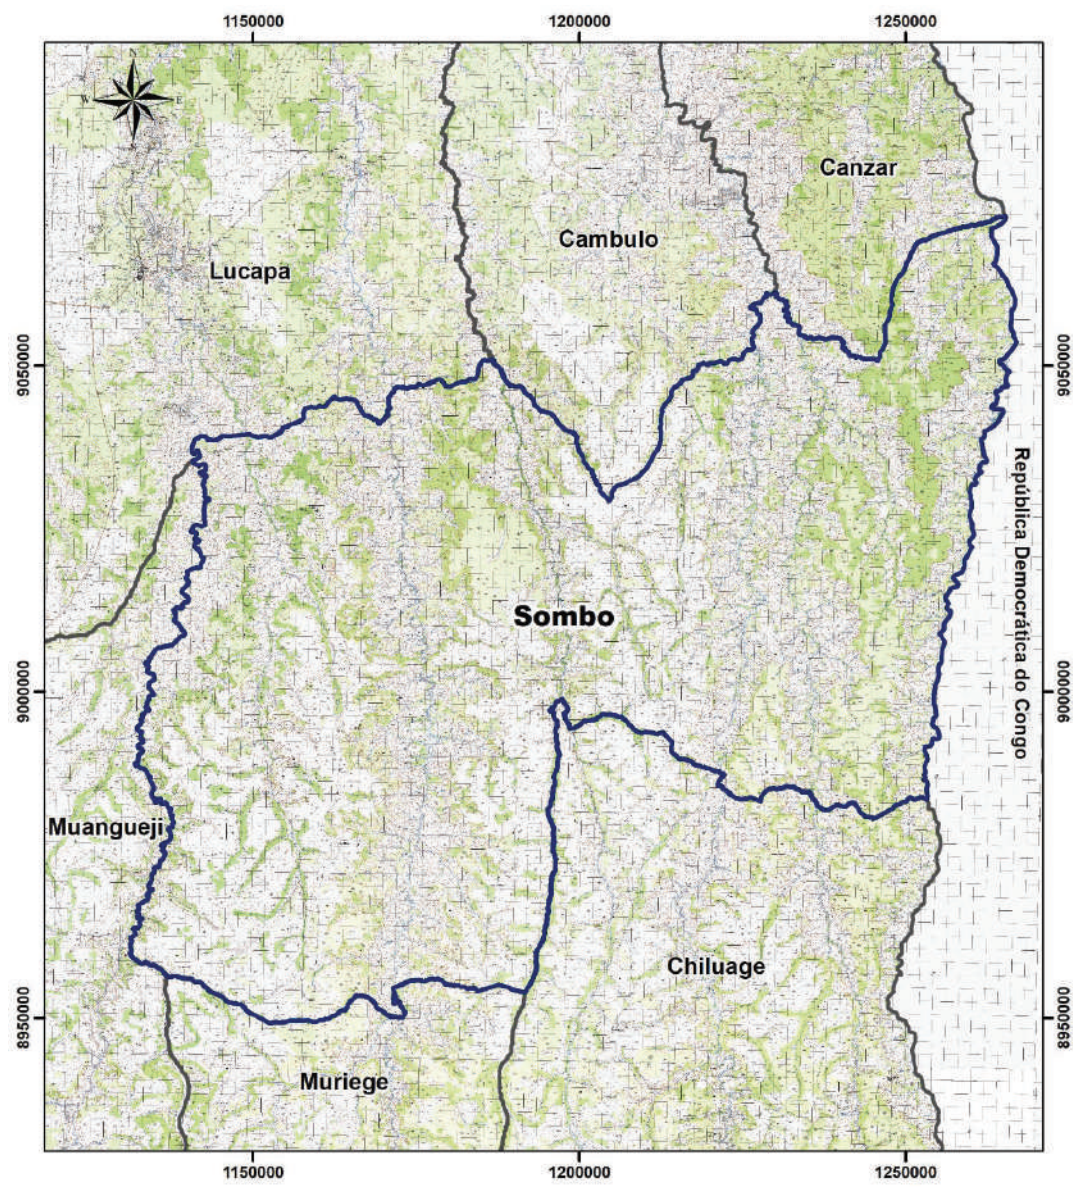 1150000 1200000 1250000
N
W E
S
Canzar
Cambulo
Lucapa
9050000 9050000
República Democrática do Congo
Sombo
9000000 9000000
Muangueji
Chiluage
8950000 8950000
Muriege
1150000 1200000 1250000